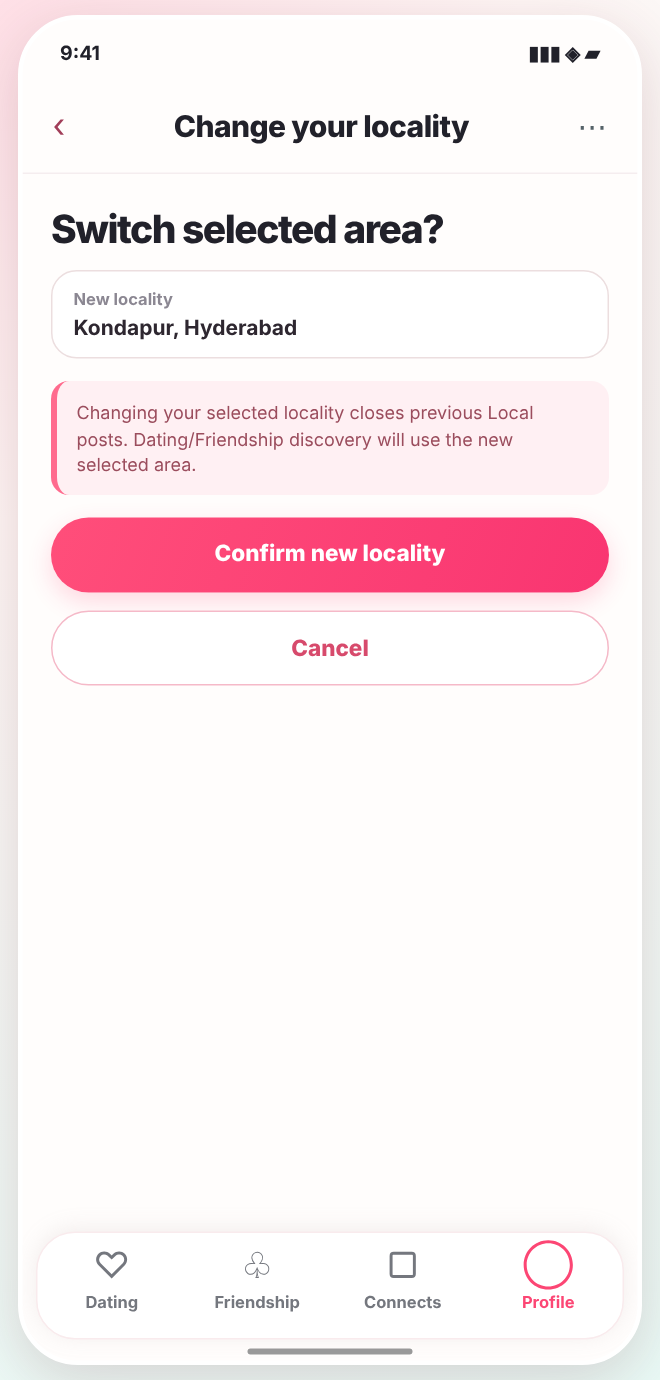 9:41
‹ Change your locality ⋯
Switch selected area?
New locality
Kondapur, Hyderabad
Changing your selected locality closes previous Local
posts. Dating/Friendship discovery will use the new
selected area.
Confirm new locality
Cancel
Dating Friendship Connects Profile